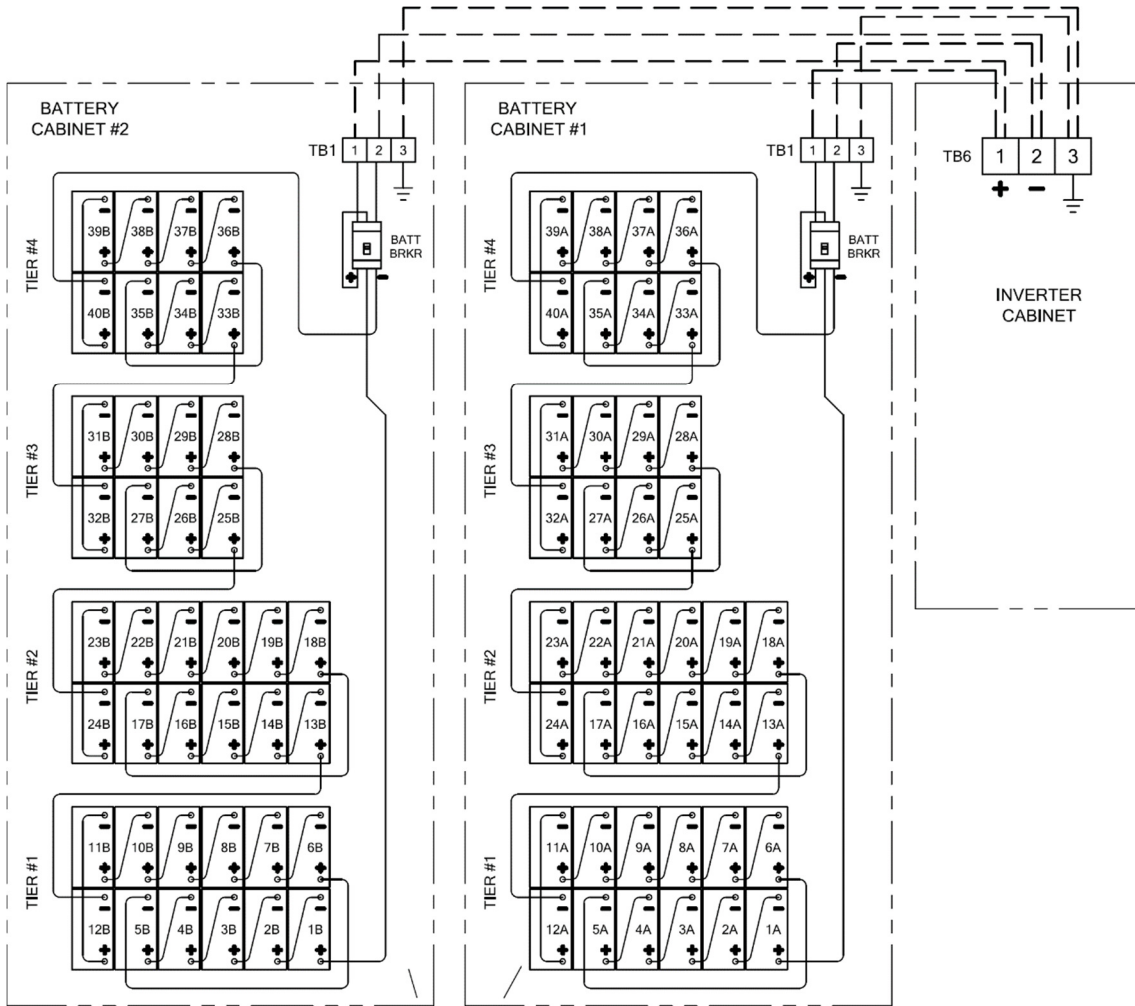 BATTERY
CABINET #2
TB1 1 2 3
BATT
BRKR
+ −
TIER #4
39B 38B 37B 36B
− − − −
+ + + +
− − − −
40B 35B 34B 33B
+ + + +
TIER #3
− − − −
31B 30B 29B 28B
+ + + +
− − − −
32B 27B 26B 25B
+ + + +
TIER #2
− − − − − −
23B 22B 21B 20B 19B 18B
+ + + + + +
− − − − − −
24B 17B 16B 15B 14B 13B
+ + + + + +
TIER #1
− − − − − −
11B 10B 9B 8B 7B 6B
+ + + + + +
− − − − − −
12B 5B 4B 3B 2B 1B
+ + + + + +
BATTERY
CABINET #1
TB1 1 2 3
BATT
BRKR
+ −
TIER #4
− − − −
39A 38A 37A 36A
+ + + +
− − − −
40A 35A 34A 33A
+ + + +
TIER #3
− − − −
31A 30A 29A 28A
+ + + +
− − − −
32A 27A 26A 25A
+ + + +
TIER #2
− − − − − −
23A 22A 21A 20A 19A 18A
+ + + + + +
− − − − − −
24A 17A 16A 15A 14A 13A
+ + + + + +
TIER #1
− − − − − −
11A 10A 9A 8A 7A 6A
+ + + + + +
− − − − − −
12A 5A 4A 3A 2A 1A
+ + + + + +
TB6 1 2 3
+ −
INVERTER
CABINET